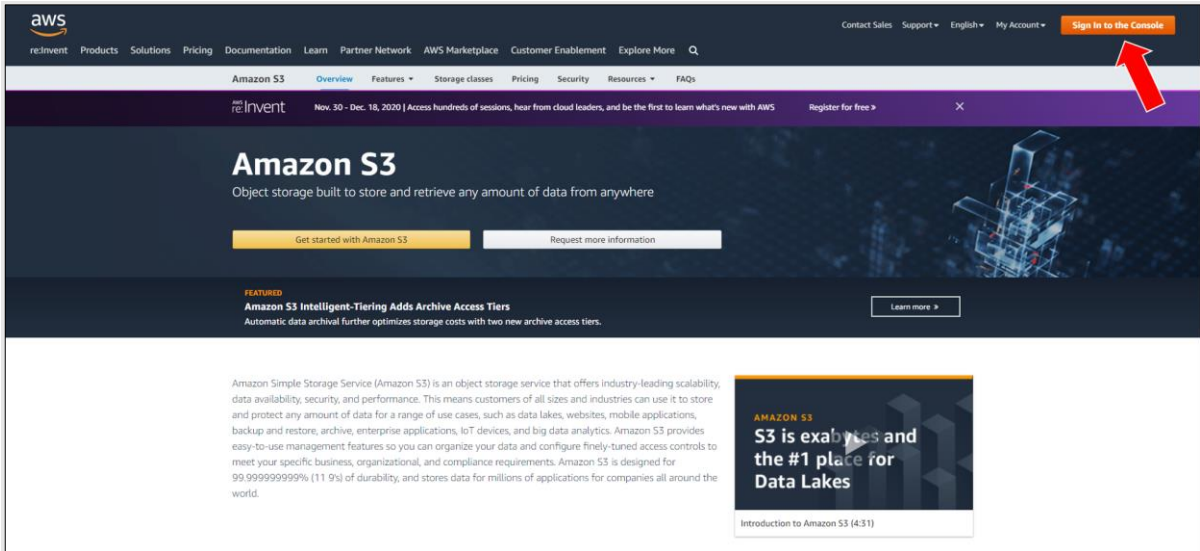 aws
Contact Sales Support English My Account Sign In to the Console
re:Invent Products Solutions Pricing Documentation Learn Partner Network AWS Marketplace Customer Enablement Explore More
Amazon S3 Overview Features Storage classes Pricing Security Resources FAQs
AWS re:Invent Nov. 30 - Dec. 18, 2020 | Access hundreds of sessions, hear from cloud leaders, and be the first to learn what's new with AWS Register for free »
Amazon S3
Object storage built to store and retrieve any amount of data from anywhere
Get started with Amazon S3 Request more information
FEATURED
Amazon S3 Intelligent-Tiering Adds Archive Access Tiers
Automatic data archival further optimizes storage costs with two new archive access tiers.
Learn more »
Amazon Simple Storage Service (Amazon S3) is an object storage service that offers industry-leading scalability,
data availability, security, and performance. This means customers of all sizes and industries can use it to store
and protect any amount of data for a range of use cases, such as data lakes, websites, mobile applications,
backup and restore, archive, enterprise applications, IoT devices, and big data analytics. Amazon S3 provides
easy-to-use management features so you can organize your data and configure finely-tuned access controls to
meet your specific business, organizational, and compliance requirements. Amazon S3 is designed for
99.999999999% (11 9's) of durability, and stores data for millions of applications for companies all around the
world.
AMAZON S3
S3 is exabytes and
the #1 place for
Data Lakes
Introduction to Amazon S3 (4:31)